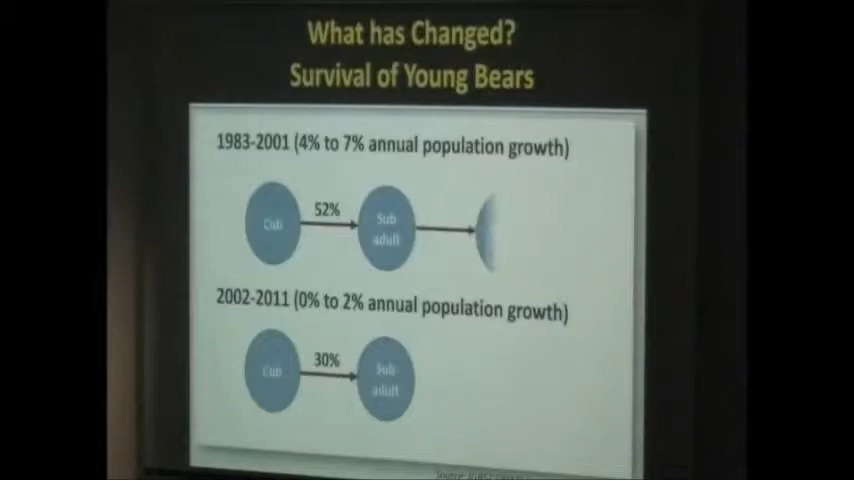 What has Changed?
Survival of Young Bears
1983-2001 (4% to 7% annual population growth)
52%
Cub
Sub
adult
2002-2011 (0% to 2% annual population growth)
30%
Cub
Sub-
adult
Source: